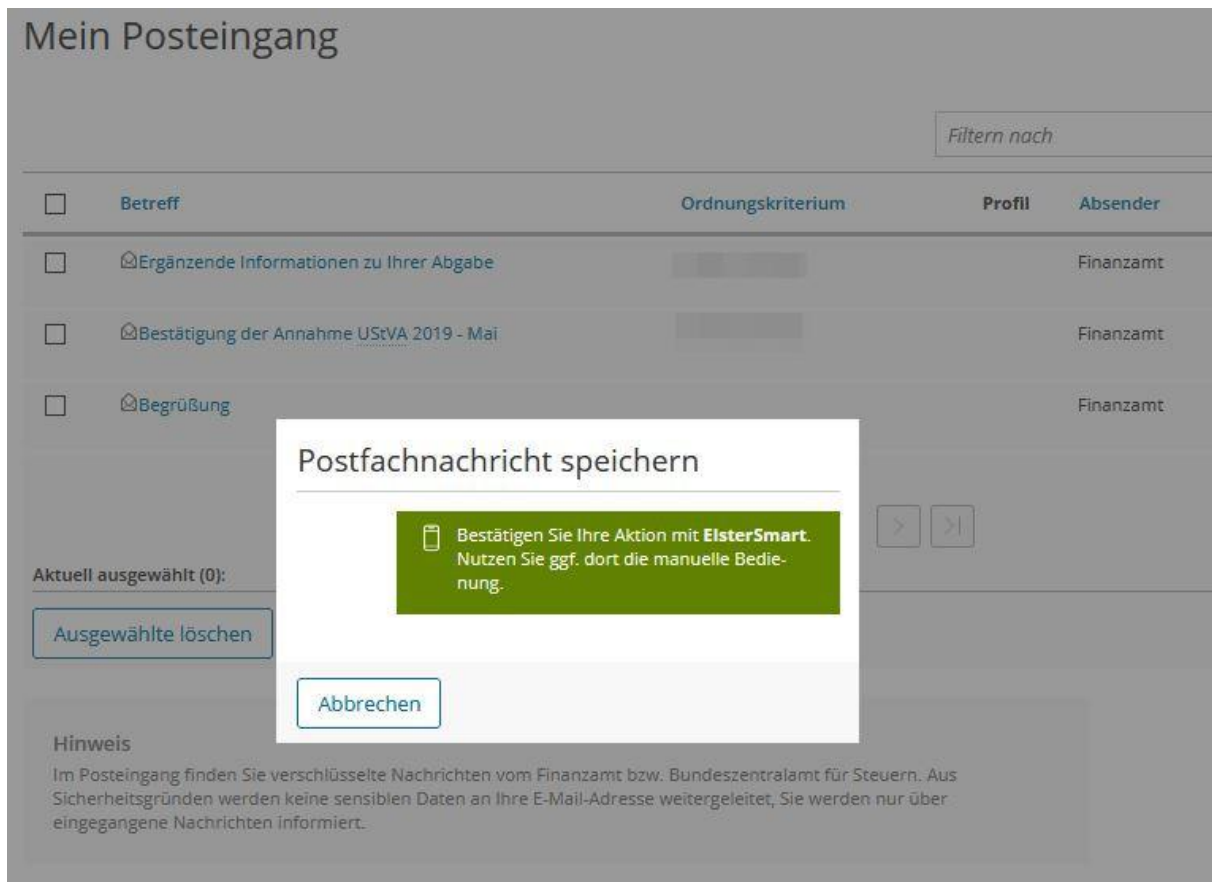 Mein Posteingang
Filtern nach
Betreff Ordnungskriterium Profil Absender
Ergänzende Informationen zu Ihrer Abgabe Finanzamt
Bestätigung der Annahme UStVA 2019 - Mai Finanzamt
Begrüßung Finanzamt
Postfachnachricht speichern
Bestätigen Sie Ihre Aktion mit ElsterSmart.
Nutzen Sie ggf. dort die manuelle Bedie-
nung.
Aktuell ausgewählt (0):
Ausgewählte löschen
Abbrechen
Hinweis
Im Posteingang finden Sie verschlüsselte Nachrichten vom Finanzamt bzw. Bundeszentralamt für Steuern. Aus
Sicherheitsgründen werden keine sensiblen Daten an Ihre E-Mail-Adresse weitergeleitet, Sie werden nur über
eingegangene Nachrichten informiert.